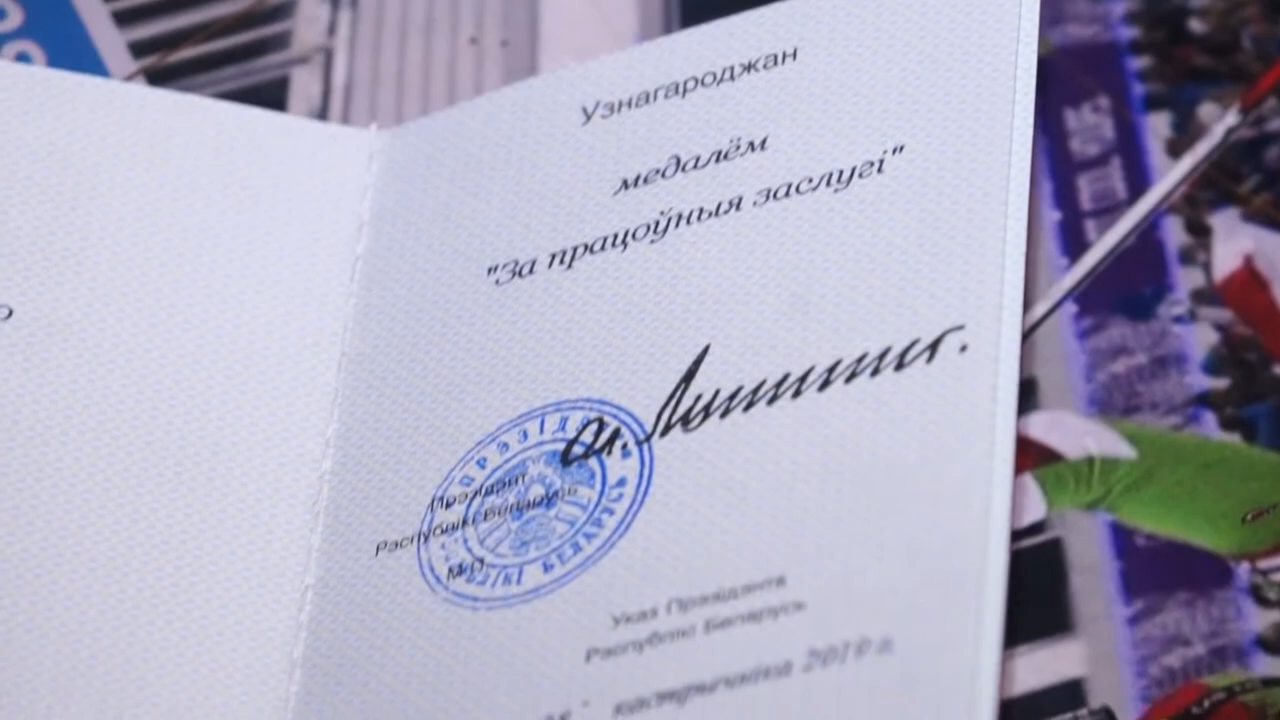 Узнагароджан
медалём
"За працоўныя заслугі"
Прэзідэнт
Рэспублікі Беларусь
М.П.
Указ Прэзідэнта
Рэспублікі Беларусь
кастрычніка